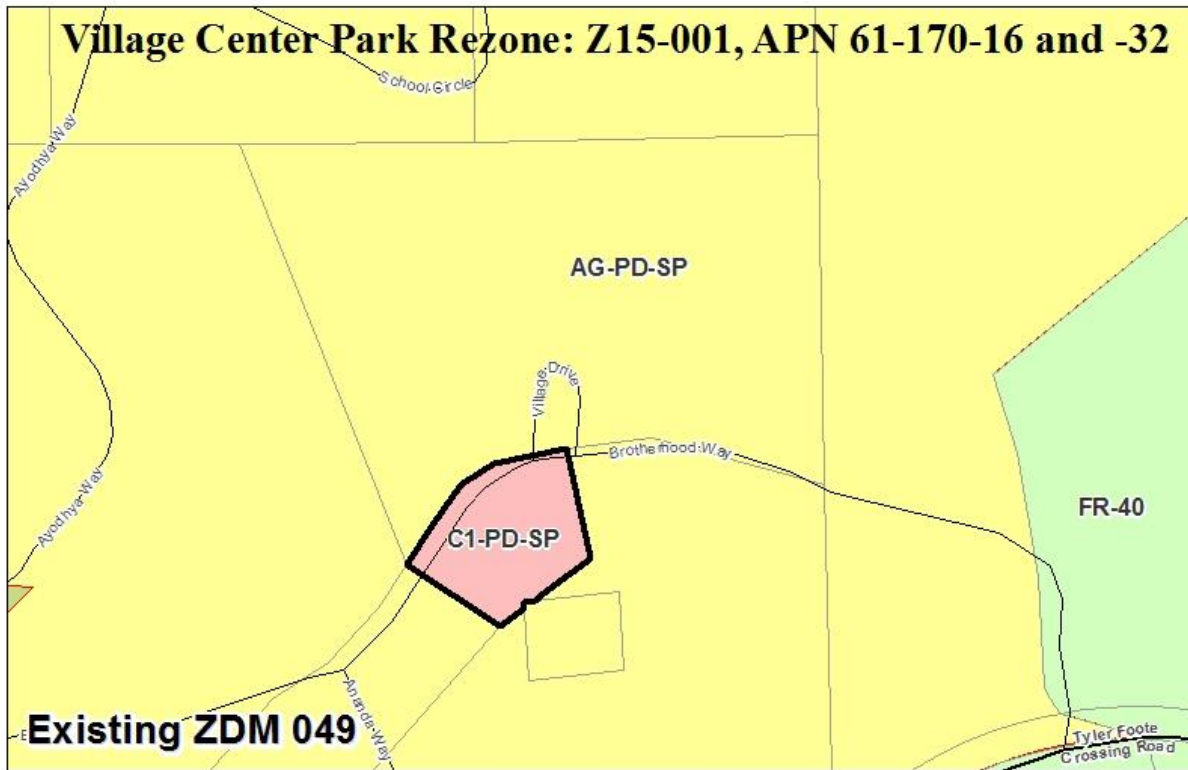 Village Center Park Rezone: Z15-001, APN 61-170-16 and -32
School Circle
Ayodhya Way
AG-PD-SP
Village Drive
Brotherhood Way
Ayodhya Way
FR-40
C1-PD-SP
Ananda Way
Existing ZDM 049
Tyler Foote
Crossing Road